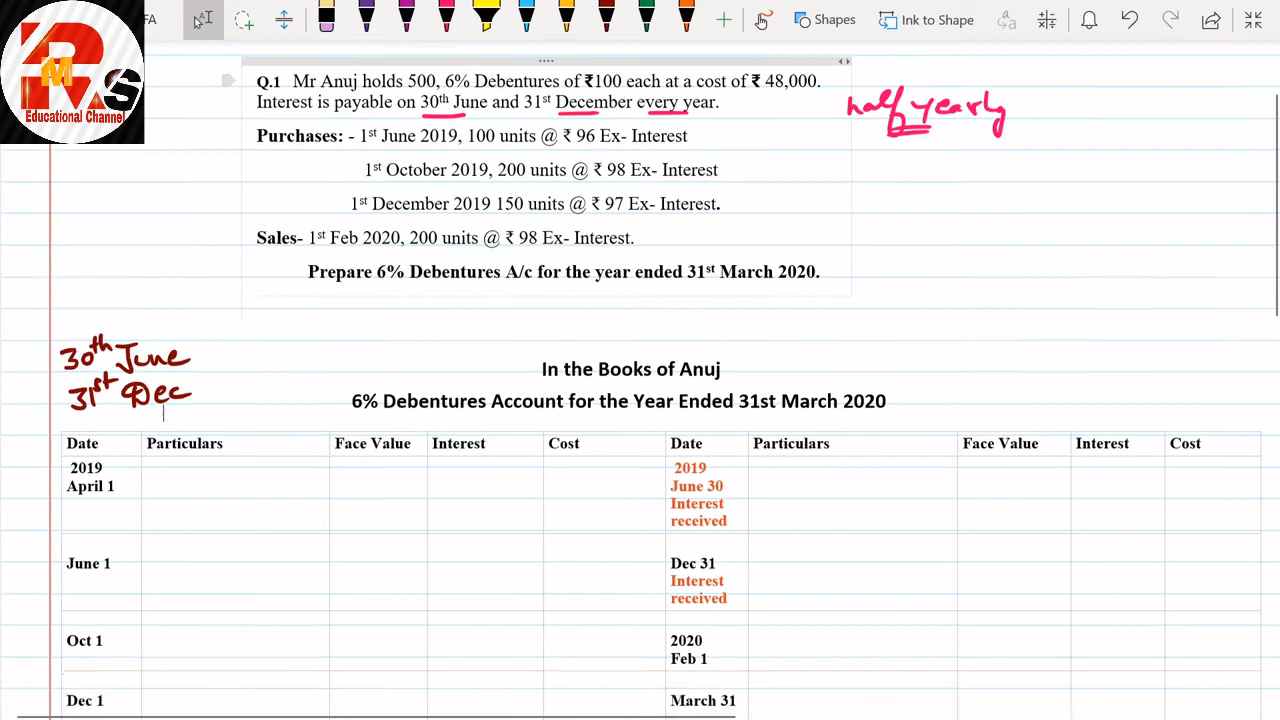 FA
Shapes
Ink to Shape
RMS
Educational Channel
Q.1 Mr Anuj holds 500, 6% Debentures of ₹100 each at a cost of ₹ 48,000.
Interest is payable on 30th June and 31st December every year.
half yearly
Purchases: - 1st June 2019, 100 units @ ₹ 96 Ex- Interest
1st October 2019, 200 units @ ₹ 98 Ex- Interest
1st December 2019 150 units @ ₹ 97 Ex- Interest.
Sales- 1st Feb 2020, 200 units @ ₹ 98 Ex- Interest.
Prepare 6% Debentures A/c for the year ended 31st March 2020.
30th June
31st Dec
In the Books of Anuj
6% Debentures Account for the Year Ended 31st March 2020
Date Particulars Face Value Interest Cost Date Particulars Face Value Interest Cost
2019 2019
April 1 June 30
Interest
received
June 1 Dec 31
Interest
received
Oct 1 2020
Feb 1
Dec 1 March 31